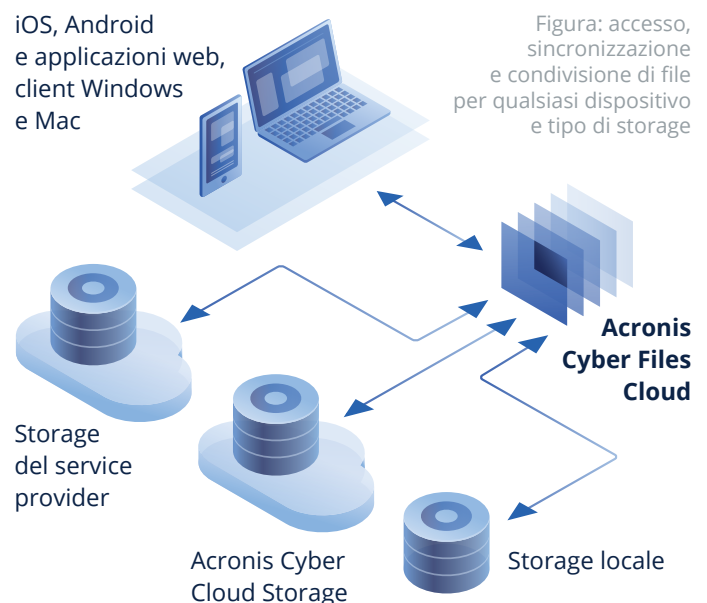 iOS, Android
e applicazioni web,
client Windows
e Mac
Figura: accesso,
sincronizzazione
e condivisione di file
per qualsiasi dispositivo
e tipo di storage
Acronis
Cyber Files
Cloud
Storage
del service
provider
Acronis Cyber
Cloud Storage
Storage locale